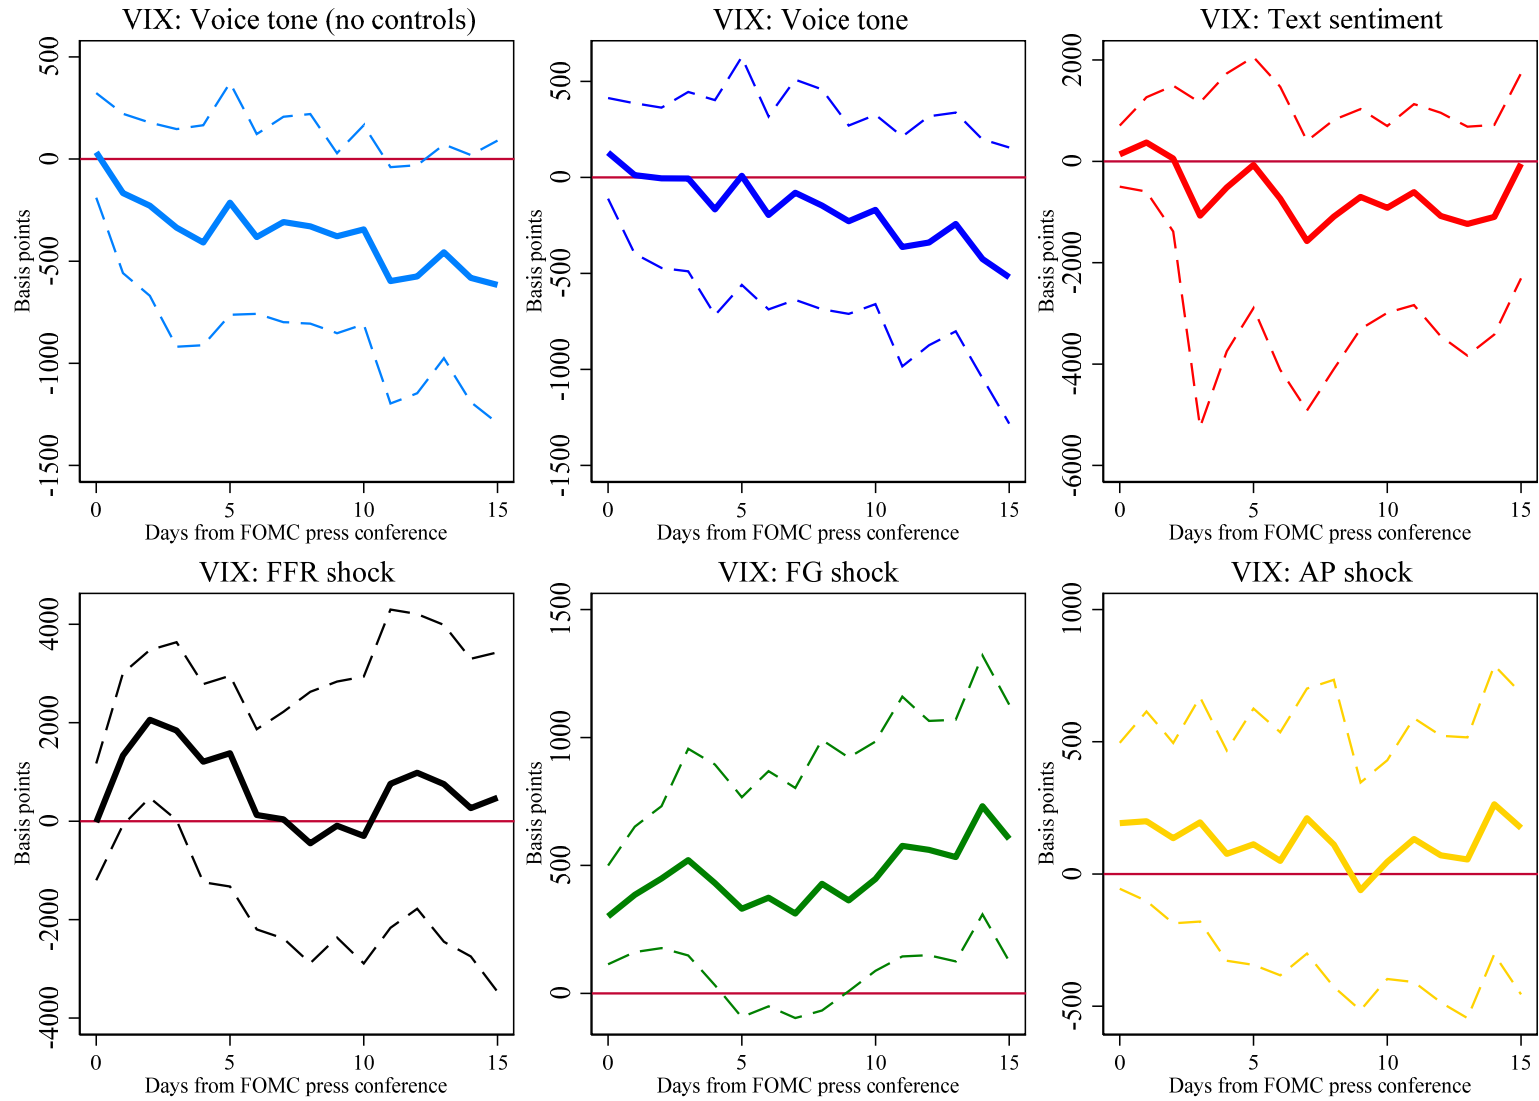 VIX: Voice tone (no controls)
500
0
-500
-1000
-1500
Basis points
0 5 10 15
Days from FOMC press conference
VIX: Voice tone
500
0
-500
-1000
-1500
Basis points
0 5 10 15
Days from FOMC press conference
VIX: Text sentiment
2000
0
-2000
-4000
-6000
Basis points
0 5 10 15
Days from FOMC press conference
VIX: FFR shock
4000
2000
0
-2000
-4000
Basis points
0 5 10 15
Days from FOMC press conference
VIX: FG shock
1500
1000
500
0
Basis points
0 5 10 15
Days from FOMC press conference
VIX: AP shock
1000
500
0
-500
Basis points
0 5 10 15
Days from FOMC press conference